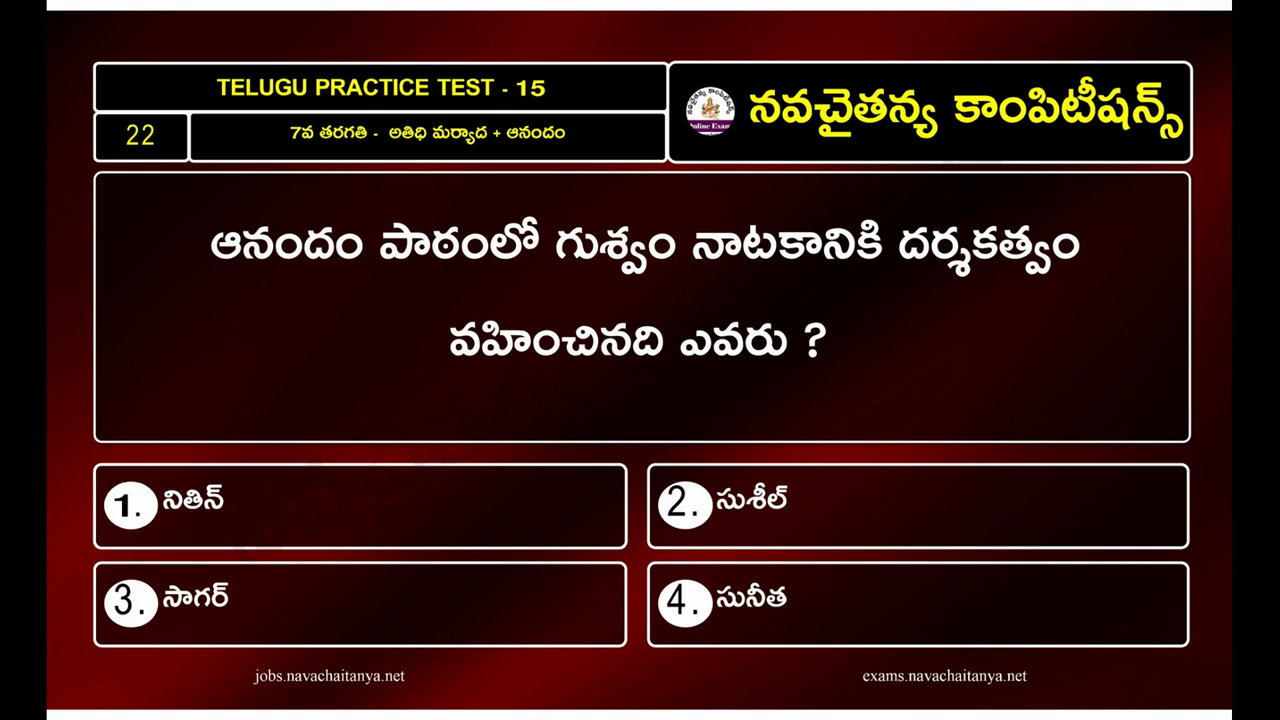 TELUGU PRACTICE TEST - 15
22
7వ తరగతి - అతిధి మర్యాద + ఆనందం
నవచైతన్య కాంపిటీషన్స్
ఆనందం పాఠంలో గుశ్వం నాటకానికి దర్శకత్వం
వహించినది ఎవరు ?
1. నితిన్
2. సుశీల్
3. సాగర్
4. సునీత
jobs.navachaitanya.net
exams.navachaitanya.net